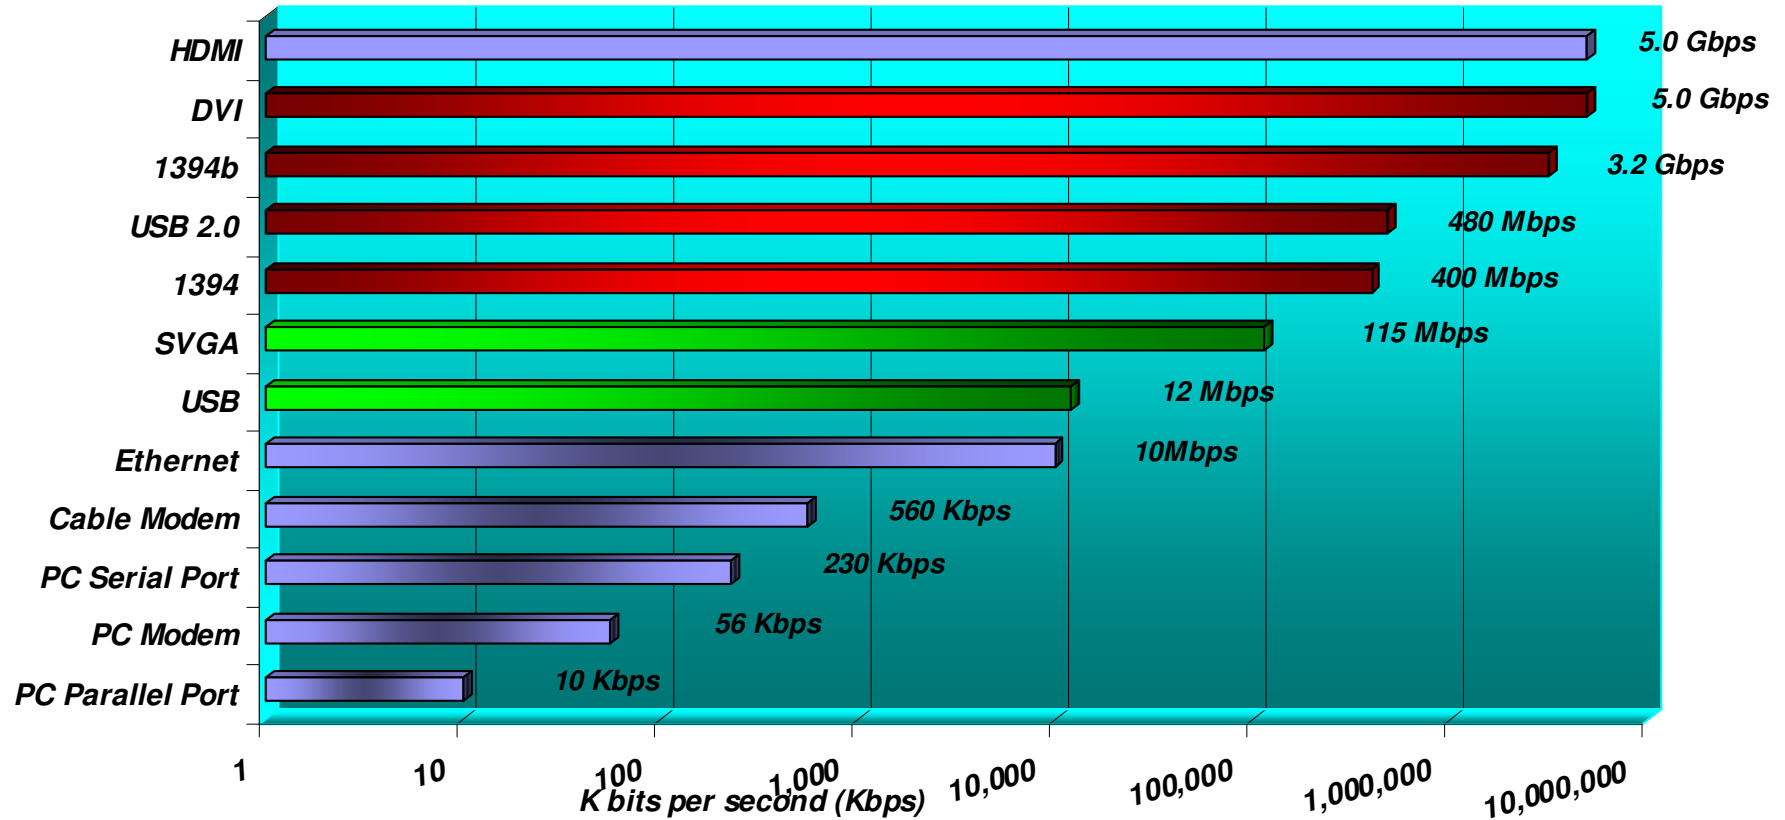 HDMI 5.0 Gbps
DVI 5.0 Gbps
1394b 3.2 Gbps
USB 2.0 480 Mbps
1394 400 Mbps
SVGA 115 Mbps
USB 12 Mbps
Ethernet 10Mbps
Cable Modem 560 Kbps
PC Serial Port 230 Kbps
PC Modem 56 Kbps
PC Parallel Port 10 Kbps
1 10 100 1,000 10,000 100,000 1,000,000 10,000,000
K bits per second (Kbps)